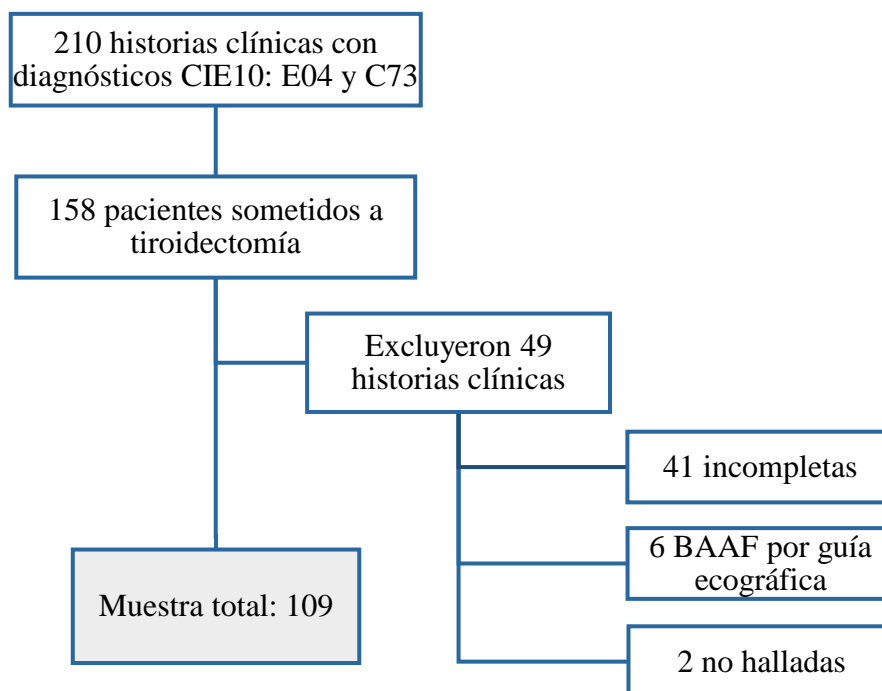 210 historias clínicas con
diagnósticos CIE10: E04 y C73
158 pacientes sometidos a
tiroidectomía
Excluyeron 49
historias clínicas
41 incompletas
6 BAAF por guía
ecográfica
Muestra total: 109
2 no halladas